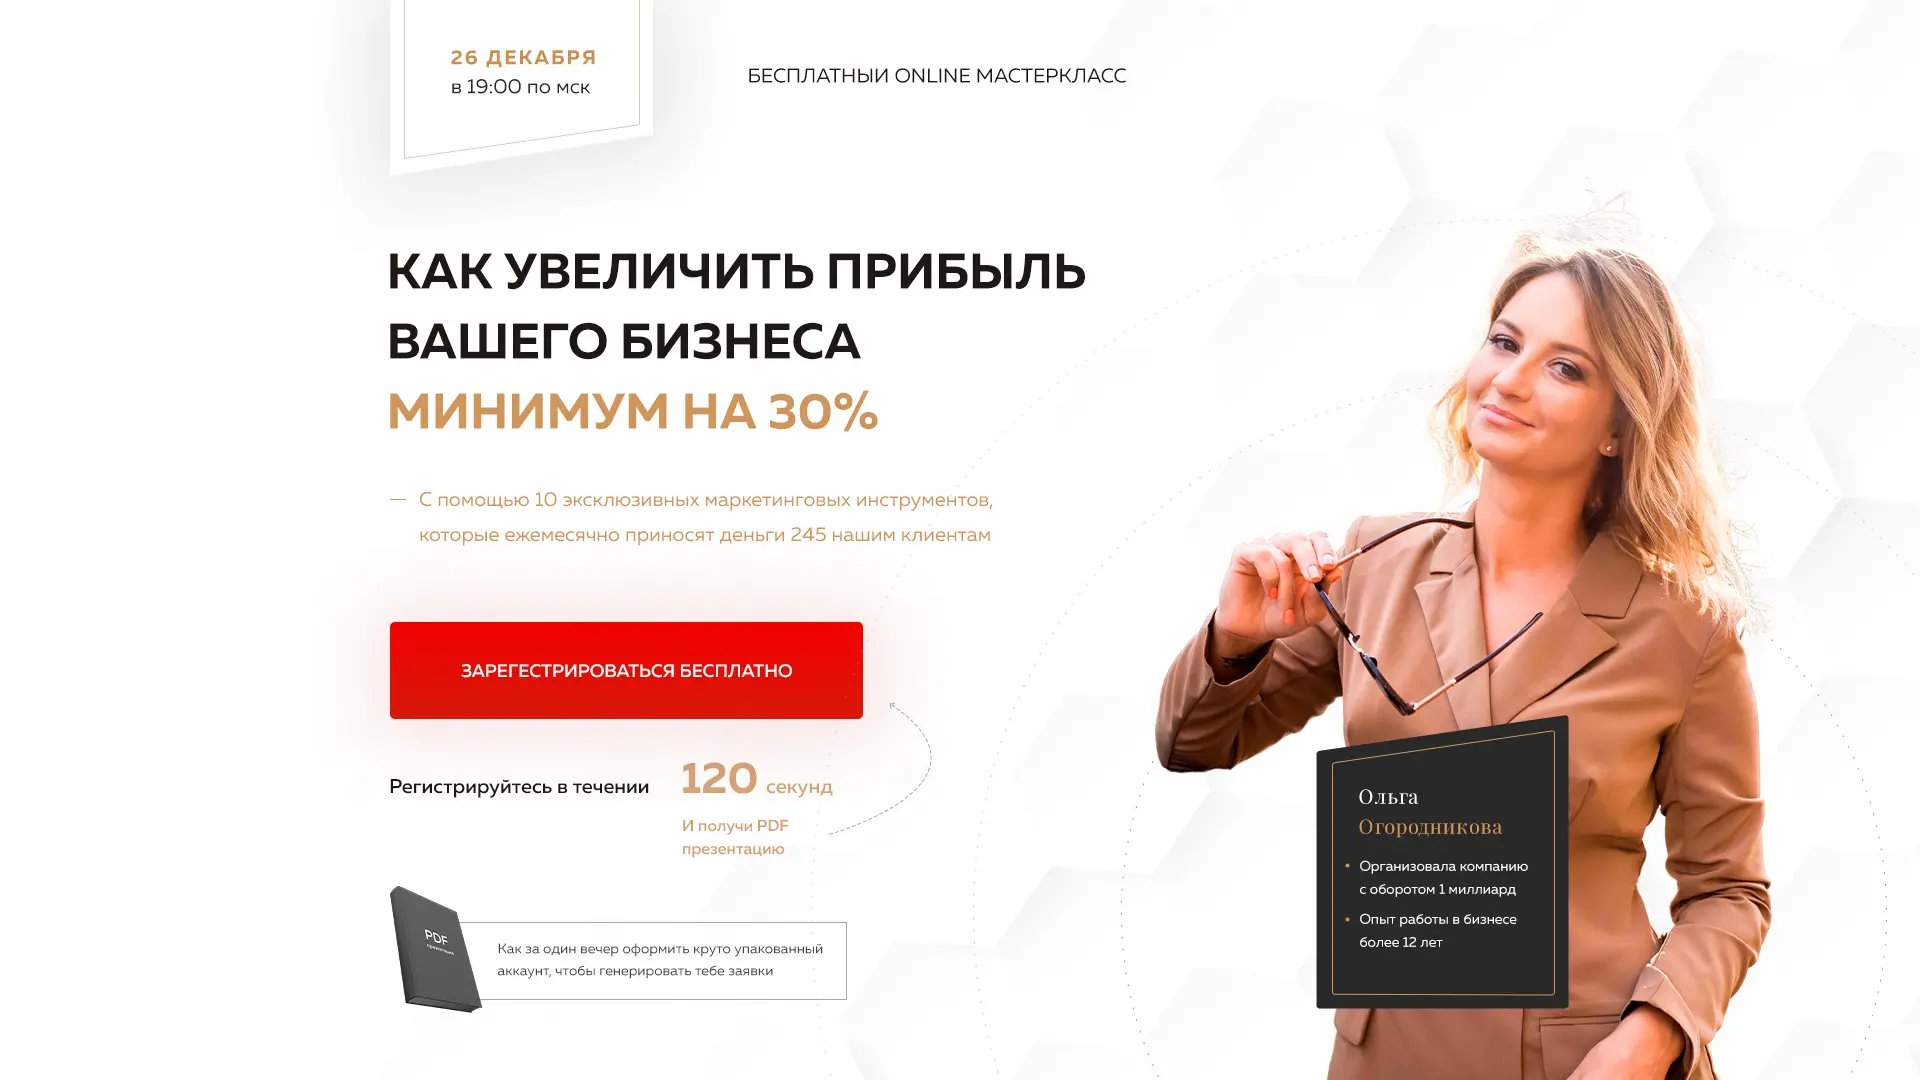 26 ДЕКАБРЯ
в 19:00 по мск
БЕСПЛАТНЫИ ONLINE МАСТЕРКЛАСС
КАК УВЕЛИЧИТЬ ПРИБЫЛЬ
ВАШЕГО БИЗНЕСА
МИНИМУМ НА 30%
— С помощью 10 эксклюзивных маркетинговых инструментов,
которые ежемесячно приносят деньги 245 нашим клиентам
ЗАРЕГЕСТРИРОВАТЬСЯ БЕСПЛАТНО
Регистрируйтесь в течении 120 секунд
И получи PDF
презентацию
PDF
презентация
Как за один вечер оформить круто упакованный
аккаунт, чтобы генерировать тебе заявки
Ольга
Огородникова
• Организовала компанию
с оборотом 1 миллиард
• Опыт работы в бизнесе
более 12 лет